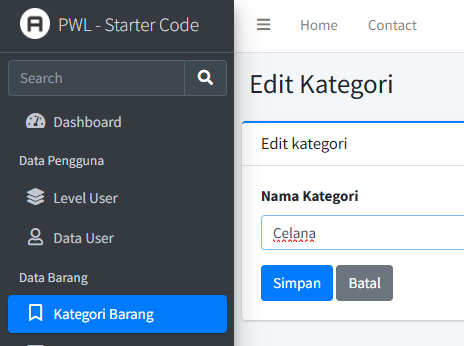 PWL - Starter Code
Search
Dashboard
Data Pengguna
Level User
Data User
Data Barang
Kategori Barang
Home Contact
Edit Kategori
Edit kategori
Nama Kategori
Celana
Simpan Batal